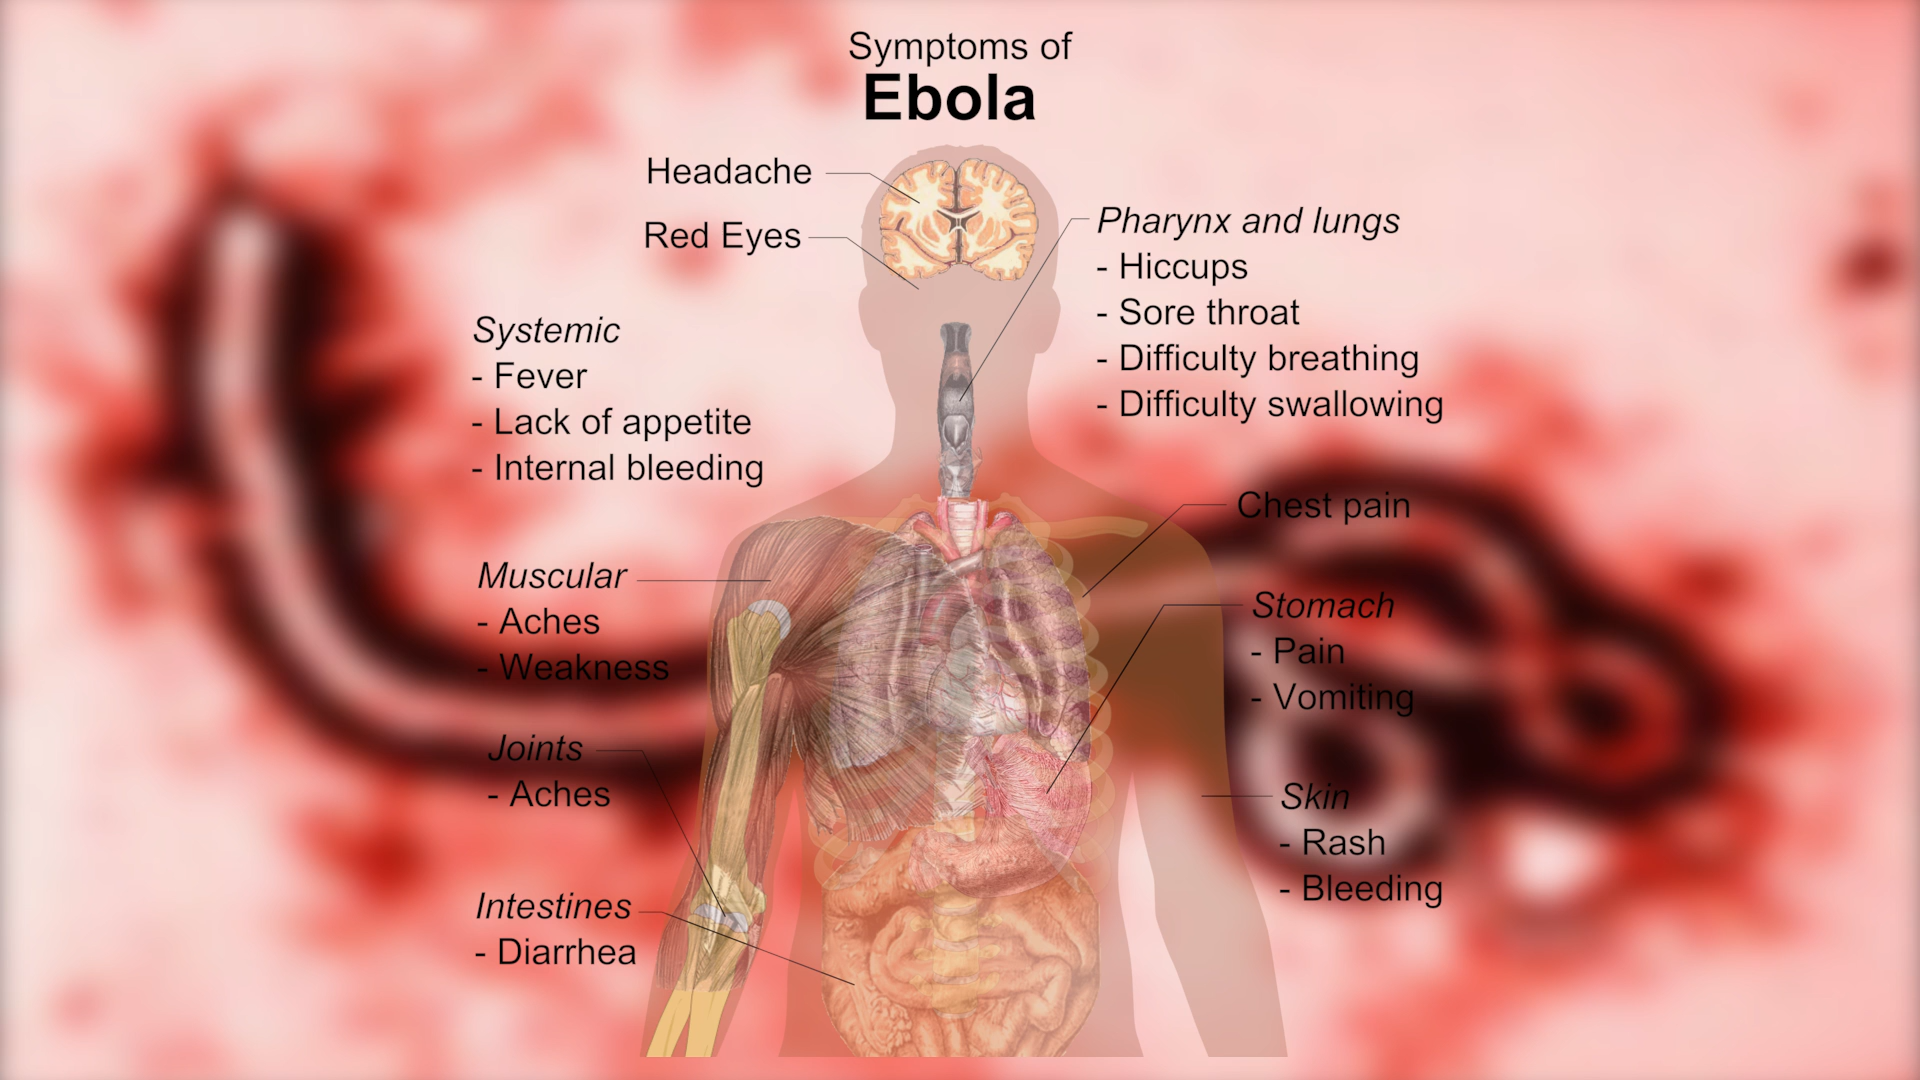 Symptoms of
Ebola
Headache
Red Eyes
Pharynx and lungs
- Hiccups
- Sore throat
- Difficulty breathing
- Difficulty swallowing
Systemic
- Fever
- Lack of appetite
- Internal bleeding
Chest pain
Muscular
- Aches
- Weakness
Stomach
- Pain
- Vomiting
Joints
- Aches
Skin
- Rash
- Bleeding
Intestines
- Diarrhea